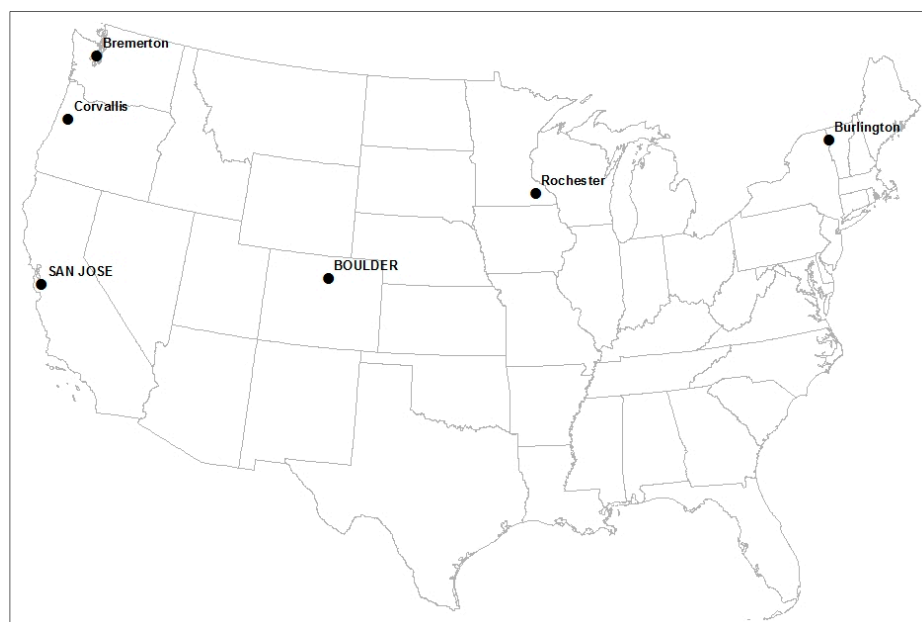 Bremerton
Corvallis
Burlington
Rochester
BOULDER
SAN JOSE